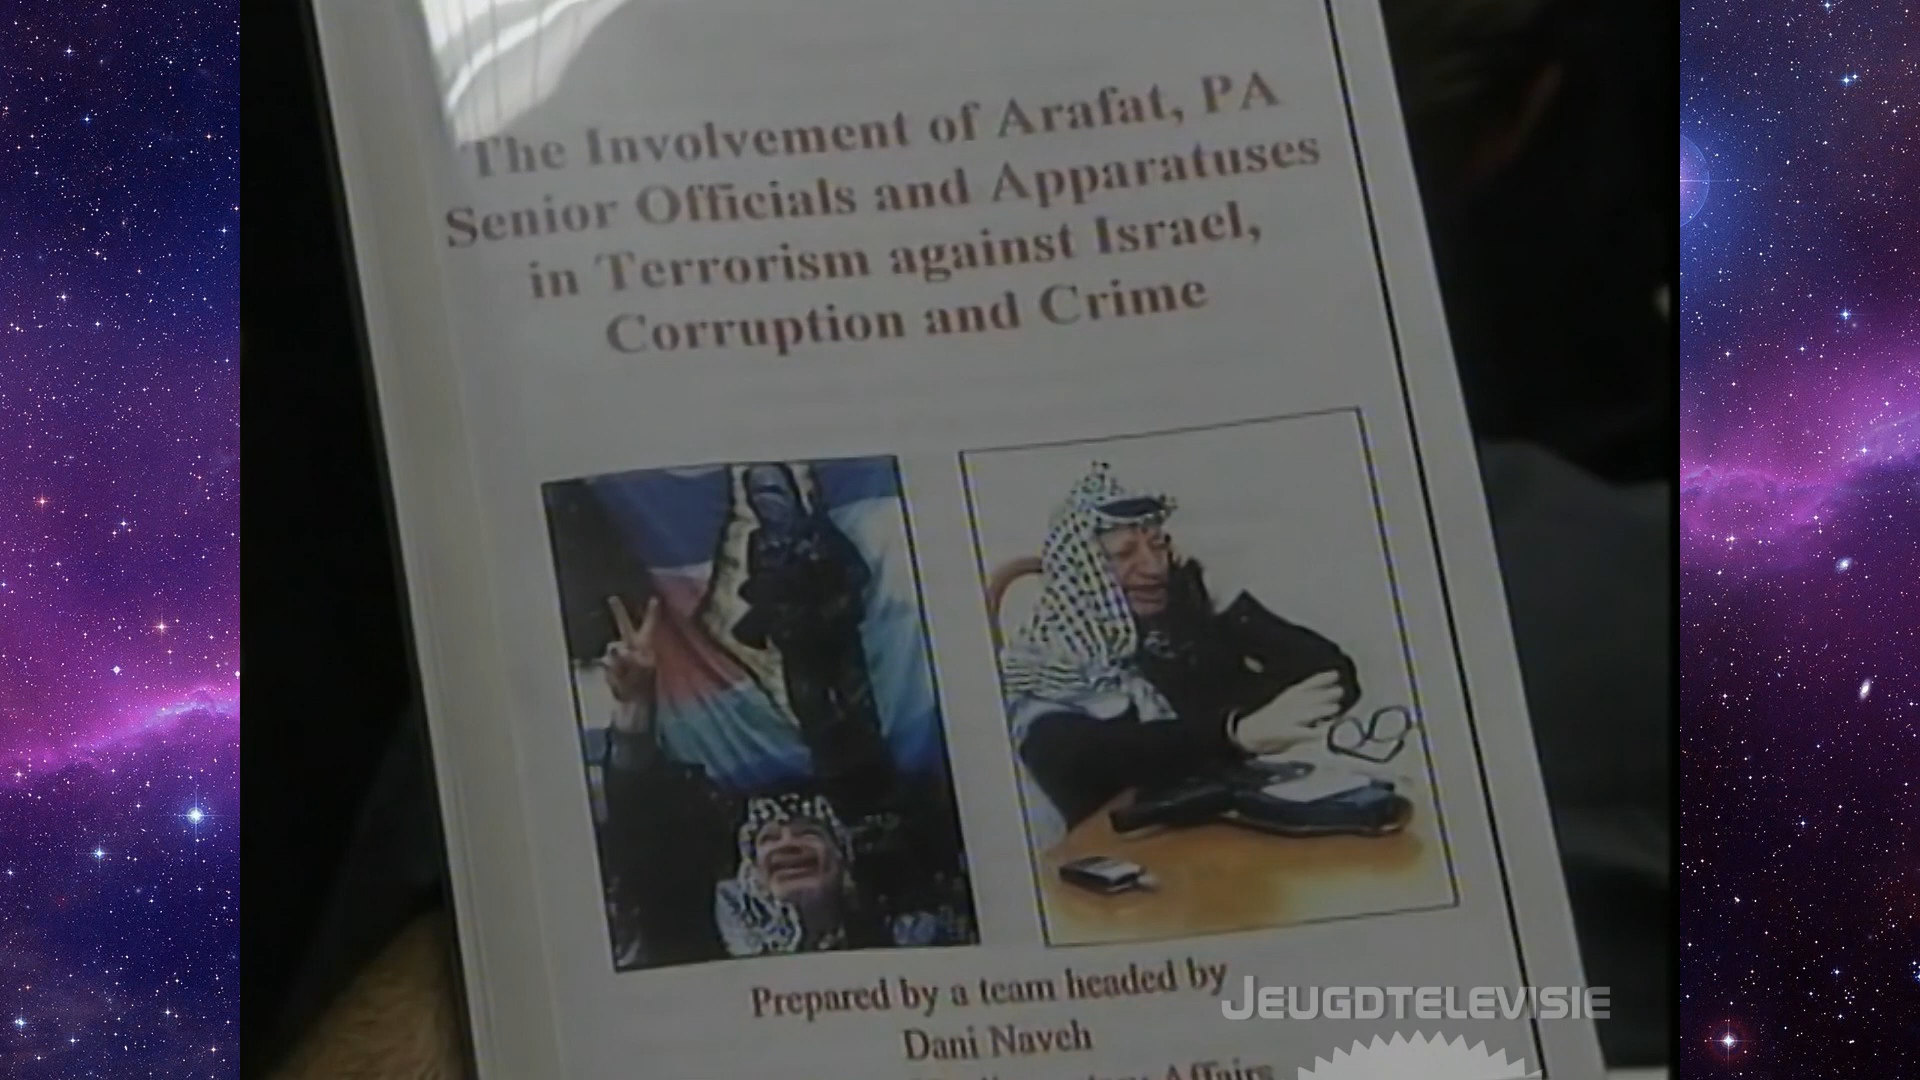 The Involvement of Arafat, PA
Senior Officials and Apparatuses
in Terrorism against Israel,
Corruption and Crime
Prepared by a team headed by
Dani Naveh
Affairs
JEUGDTELEVISIE